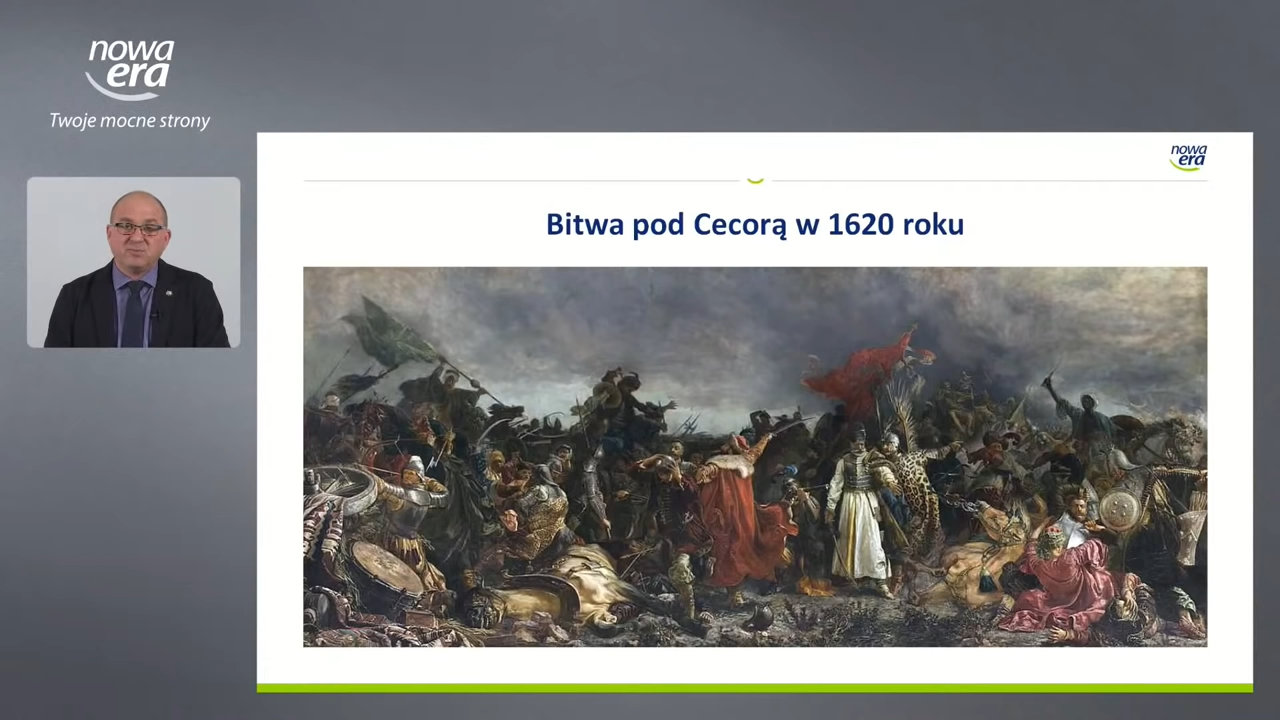 nowa
era
Twoje mocne strony
nowa
era
Bitwa pod Cecorą w 1620 roku